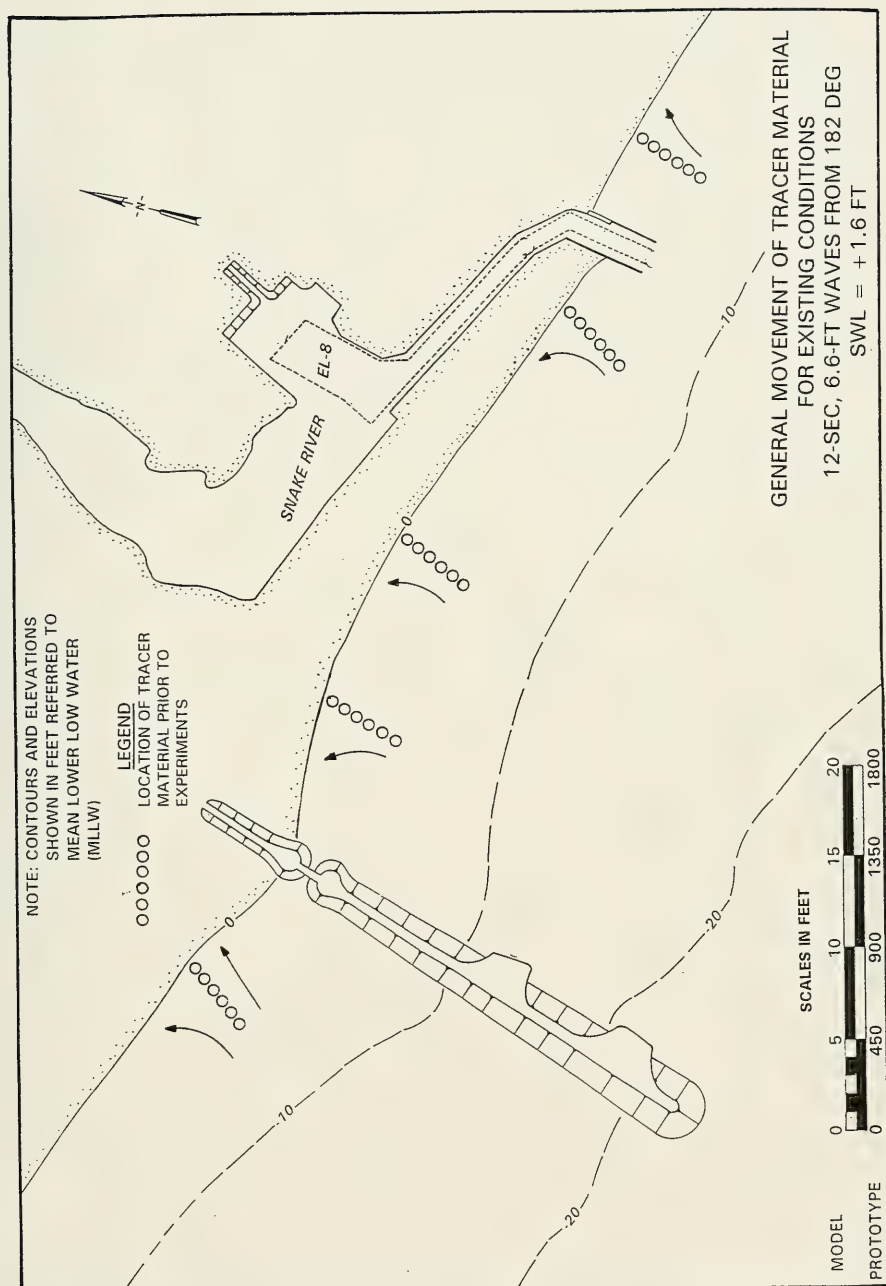 NOTE: CONTOURS AND ELEVATIONS
SHOWN IN FEET REFERRED TO
MEAN LOWER LOW WATER
(MLLW)
LEGEND
LOCATION OF TRACER
MATERIAL PRIOR TO
EXPERIMENTS
-N-
SNAKE RIVER
EL-8
0
0
-10
-10
-20
-20
SCALES IN FEET
MODEL 0 5 10 15 20
PROTOTYPE 0 450 900 1350 1800
GENERAL MOVEMENT OF TRACER MATERIAL
FOR EXISTING CONDITIONS
12-SEC, 6.6-FT WAVES FROM 182 DEG
SWL = +1.6 FT